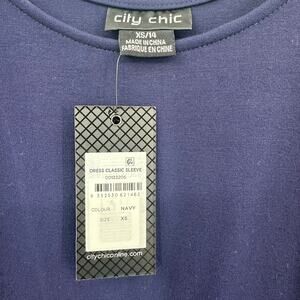 city chic
XS/14
MADE IN CHINA
FABRIQUE EN CHINE
DRESS CLASSIC SLEEVE
COLOUR NAVY
SIZE XS
citychiconline.com